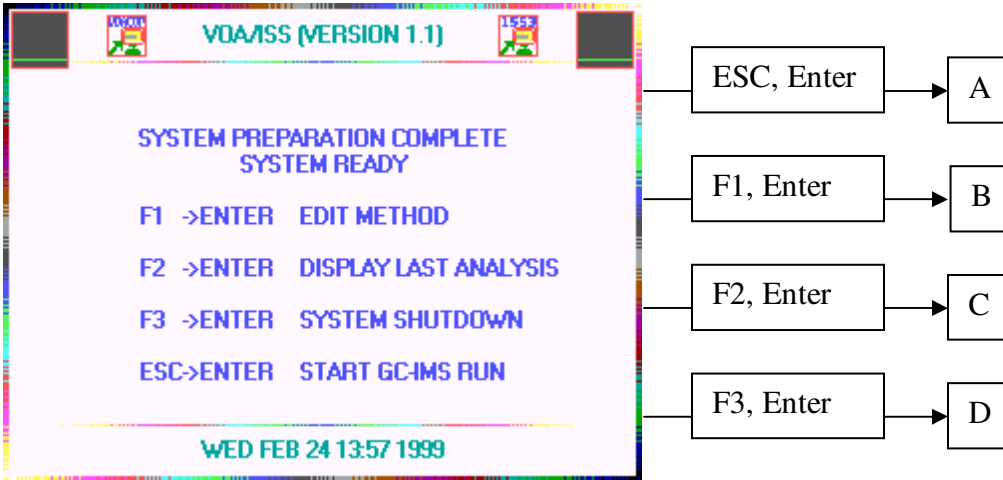 VOA/ISS (VERSION 1.1)
1553
SYSTEM PREPARATION COMPLETE
SYSTEM READY
F1 ->ENTER EDIT METHOD
F2 ->ENTER DISPLAY LAST ANALYSIS
F3 ->ENTER SYSTEM SHUTDOWN
ESC->ENTER START GC-IMS RUN
WED FEB 24 13:57 1999
ESC, Enter
A
F1, Enter
B
F2, Enter
C
F3, Enter
D